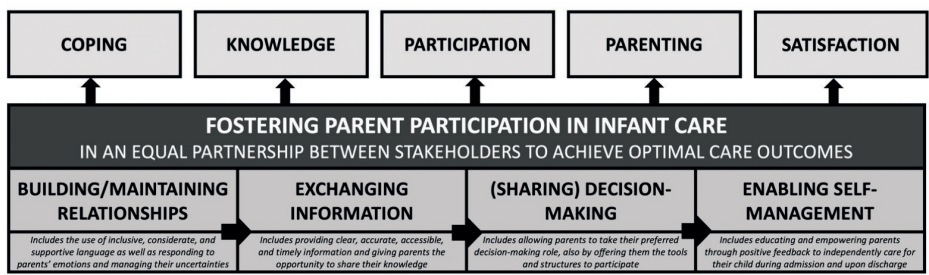 COPING
KNOWLEDGE
PARTICIPATION
PARENTING
SATISFACTION
FOSTERING PARENT PARTICIPATION IN INFANT CARE
IN AN EQUAL PARTNERSHIP BETWEEN STAKEHOLDERS TO ACHIEVE OPTIMAL CARE OUTCOMES
BUILDING/MAINTAINING
RELATIONSHIPS
Includes the use of inclusive, considerate, and
supportive language as well as responding to
parents' emotions and managing their uncertainties
EXCHANGING
INFORMATION
Includes providing clear, accurate, accessible,
and timely information and giving parents the
opportunity to share their knowledge
(SHARING) DECISION-
MAKING
Includes allowing parents to take their preferred
decision-making role, also by offering them the tools
and structures to participate
ENABLING SELF-
MANAGEMENT
Includes educating and empowering parents
through positive feedback to independently care for
their child during admission and upon discharge